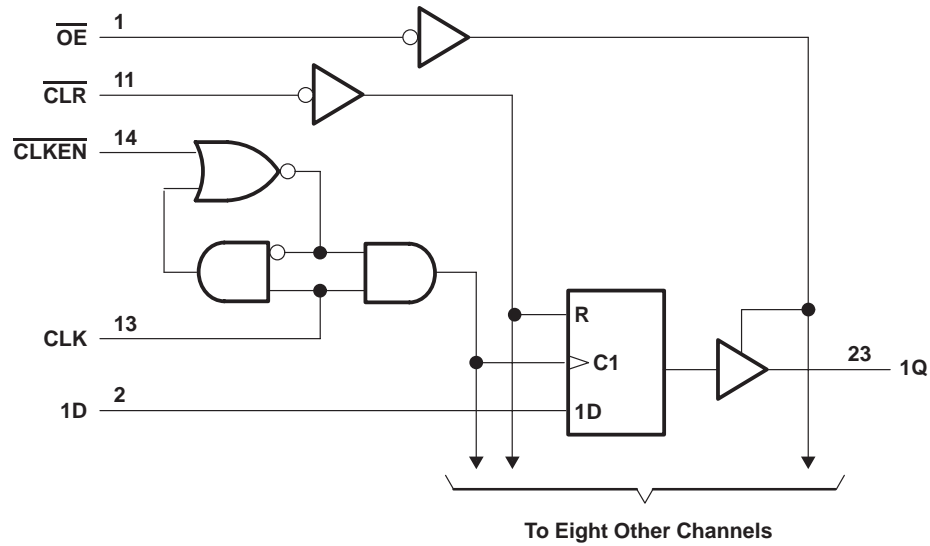 OE 1
CLR 11
CLKEN 14
CLK 13
1D 2
R
C1
1D
23 1Q
To Eight Other Channels